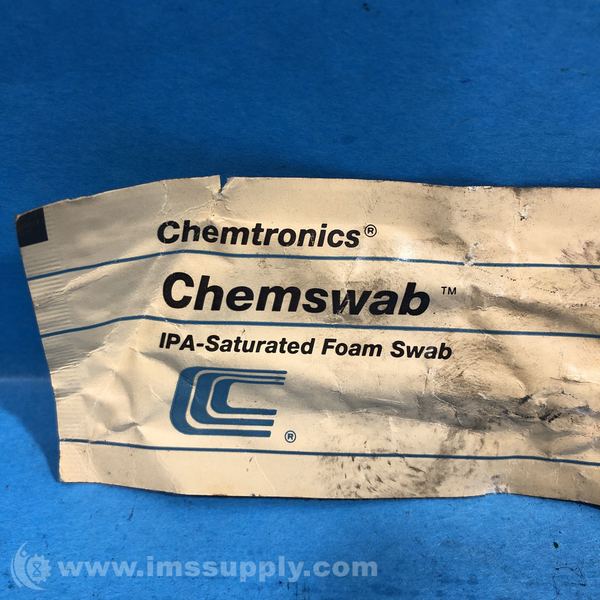 Chemtronics®
Chemswab™
IPA-Saturated Foam Swab
®
www.imssupply.com